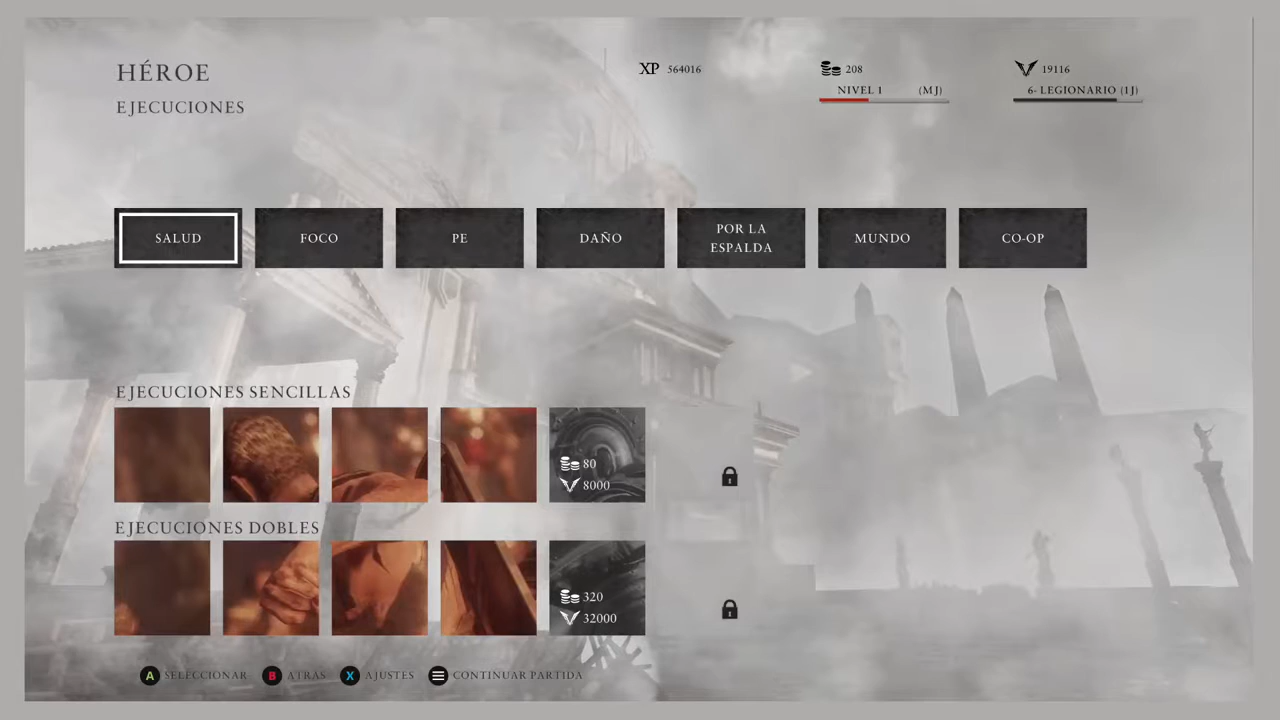 HÉROE
EJECUCIONES
XP 564016
208
NIVEL 1 (MJ)
19116
6- LEGIONARIO (1J)
SALUD
FOCO
PE
DAÑO
POR LA
ESPALDA
MUNDO
CO-OP
EJECUCIONES SENCILLAS
80
8000
EJECUCIONES DOBLES
320
32000
A SELECCIONAR B ATRÁS X AJUSTES CONTINUAR PARTIDA